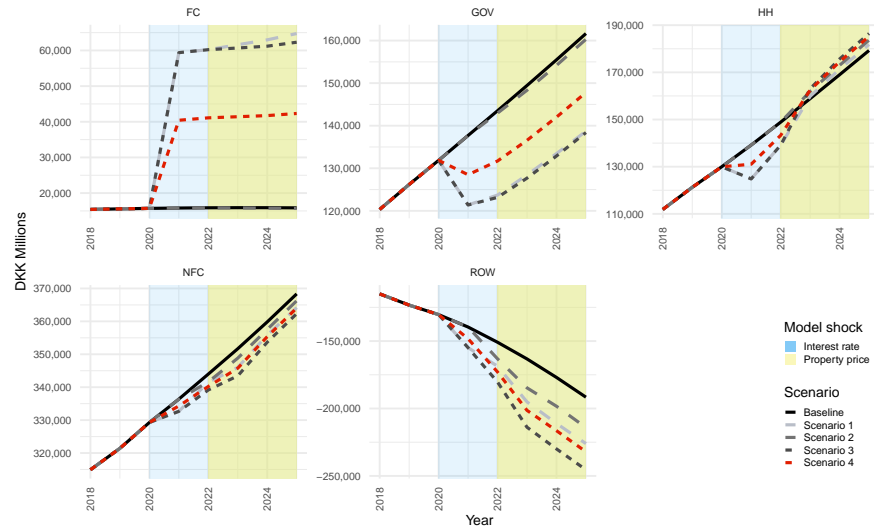 FC
GOV
HH
60,000
50,000
40,000
30,000
20,000
2018
2020
2022
2024
160,000
150,000
140,000
130,000
120,000
2018
2020
2022
2024
190,000
170,000
150,000
130,000
110,000
2018
2020
2022
2024
DKK Millions
NFC
ROW
370,000
360,000
350,000
340,000
330,000
320,000
2018
2020
2022
2024
−150,000
−200,000
−250,000
2018
2020
2022
2024
Year
Model shock
Interest rate
Property price
Scenario
Baseline
Scenario 1
Scenario 2
Scenario 3
Scenario 4